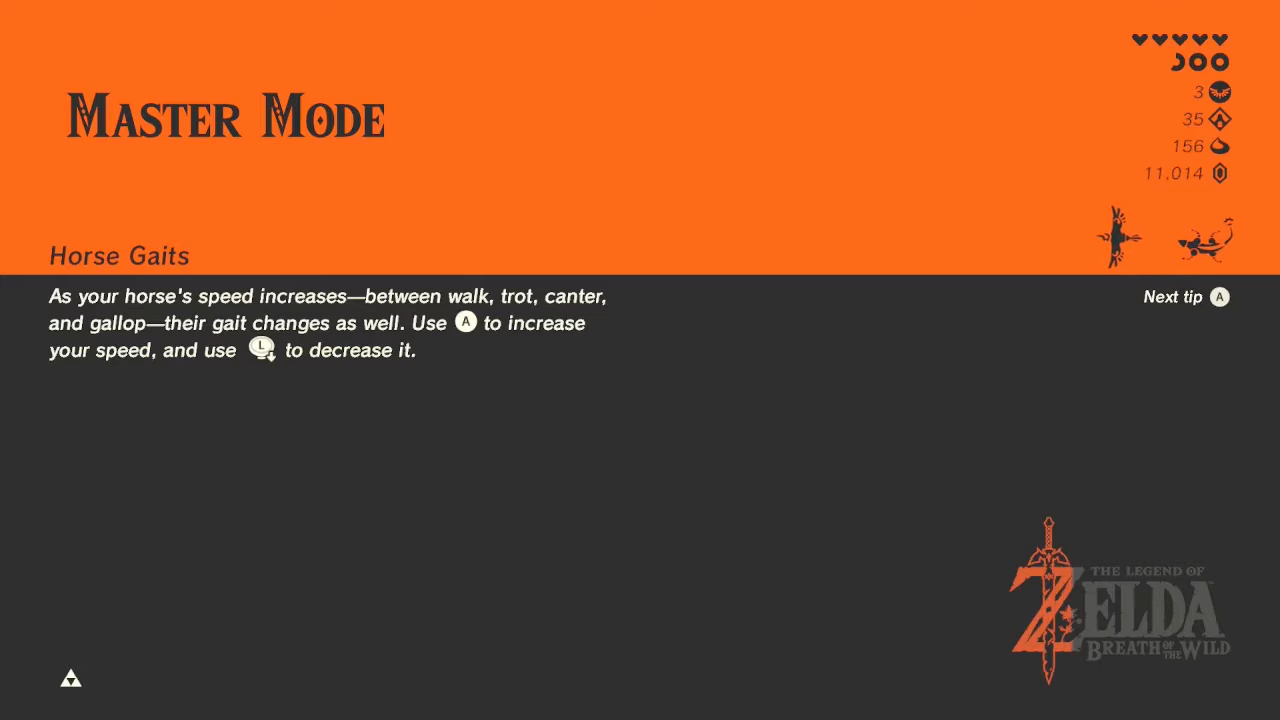 MASTER MODE
3
35
156
11,014
Horse Gaits
As your horse's speed increases—between walk, trot, canter,
and gallop—their gait changes as well. Use A to increase
your speed, and use L to decrease it.
Next tip A
THE LEGEND OF
ZELDA
BREATH OF THE WILD